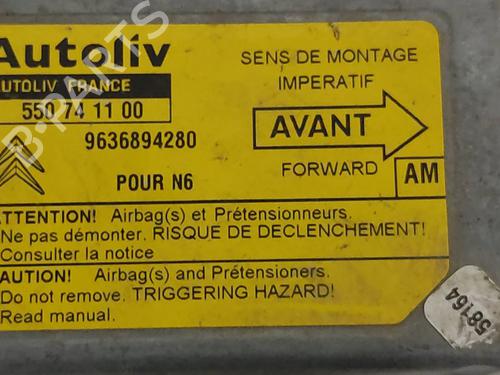 Autoliv
AUTOLIV FRANCE
550 74 11 00
9636894280
POUR N6
SENS DE MONTAGE
IMPERATIF
AVANT
FORWARD
AM
ATTENTION! Airbag(s) et Prétensionneurs.
Ne pas démonter. RISQUE DE DECLENCHEMENT!
Consulter la notice
CAUTION! Airbag(s) and Prétensioners.
Do not remove. TRIGGERING HAZARD!
Read manual.
58164
B-PARTS